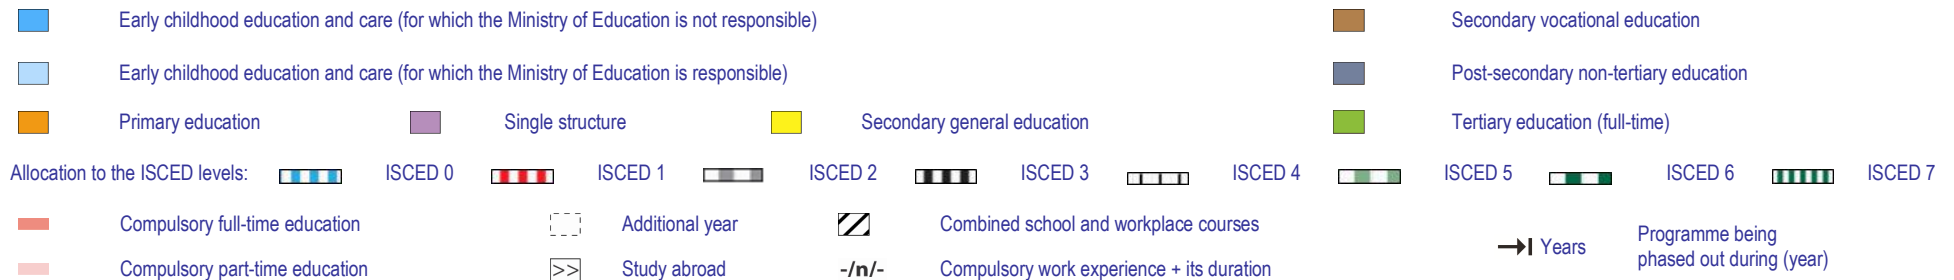 Early childhood education and care (for which the Ministry of Education is not responsible)
Secondary vocational education
Early childhood education and care (for which the Ministry of Education is responsible)
Post-secondary non-tertiary education
Primary education
Single structure
Secondary general education
Tertiary education (full-time)
Allocation to the ISCED levels:
ISCED 0
ISCED 1
ISCED 2
ISCED 3
ISCED 4
ISCED 5
ISCED 6
ISCED 7
Compulsory full-time education
Additional year
Combined school and workplace courses
Years
Programme being
phased out during (year)
Compulsory part-time education
>>
Study abroad
-/n/-
Compulsory work experience + its duration